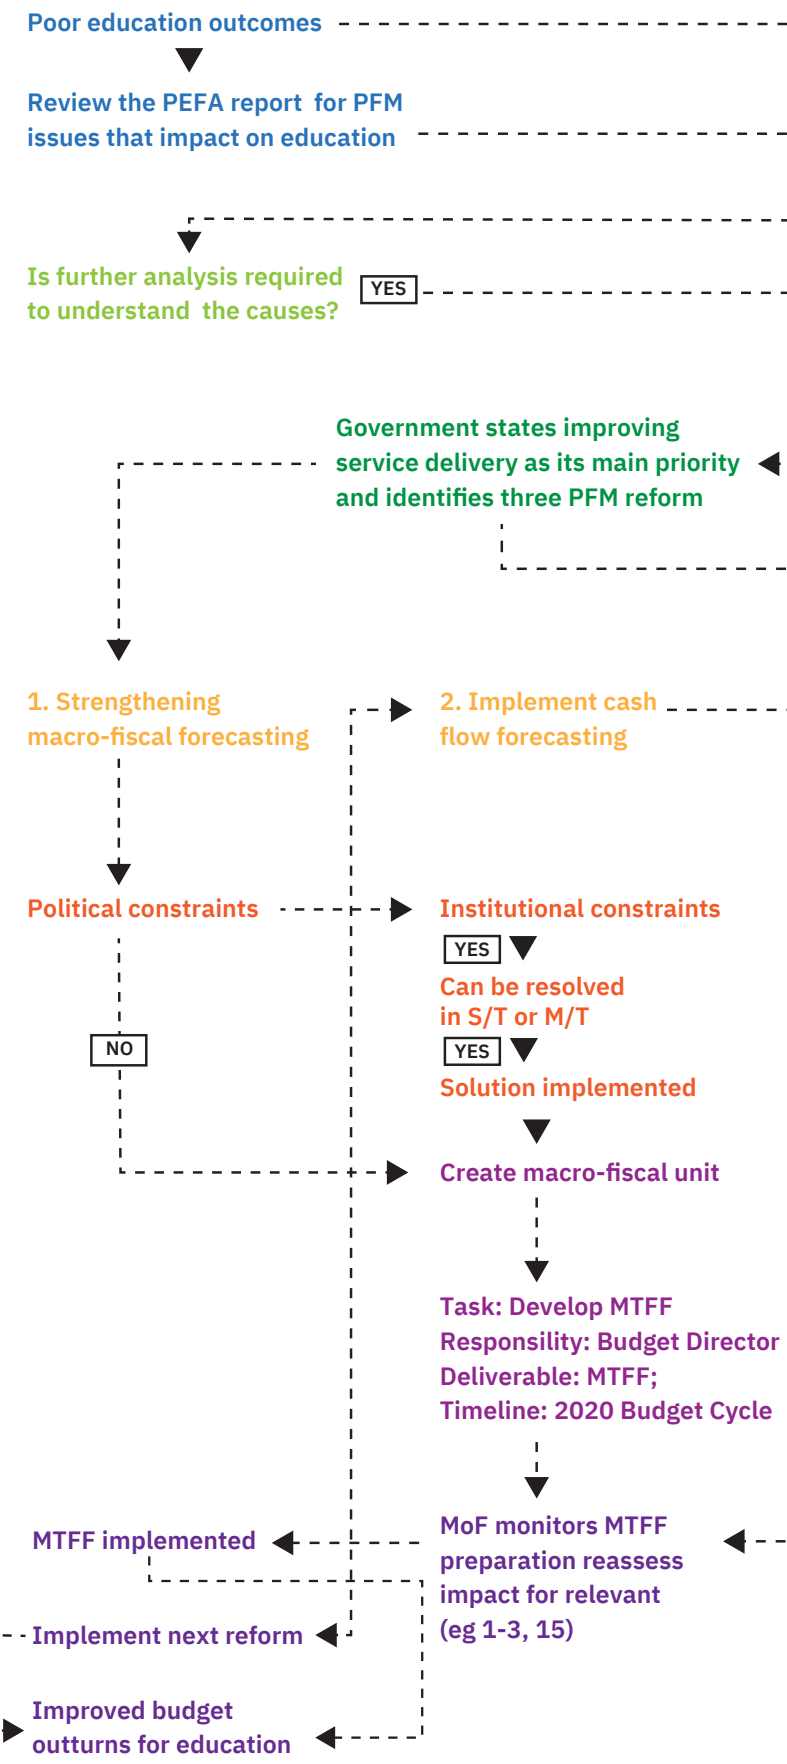 Poor education outcomes
Review the PEFA report for PFM
issues that impact on education
Is further analysis required
to understand the causes?
YES
Government states improving
service delivery as its main priority
and identifies three PFM reform
1. Strengthening
macro-fiscal forecasting
2. Implement cash
flow forecasting
Political constraints
Institutional constraints
YES
Can be resolved
in S/T or M/T
YES
Solution implemented
NO
Create macro-fiscal unit
Task: Develop MTFF
Responsility: Budget Director
Deliverable: MTFF;
Timeline: 2020 Budget Cycle
MoF monitors MTFF
preparation reassess
impact for relevant
(eg 1-3, 15)
MTFF implemented
Implement next reform
Improved budget
outturns for education